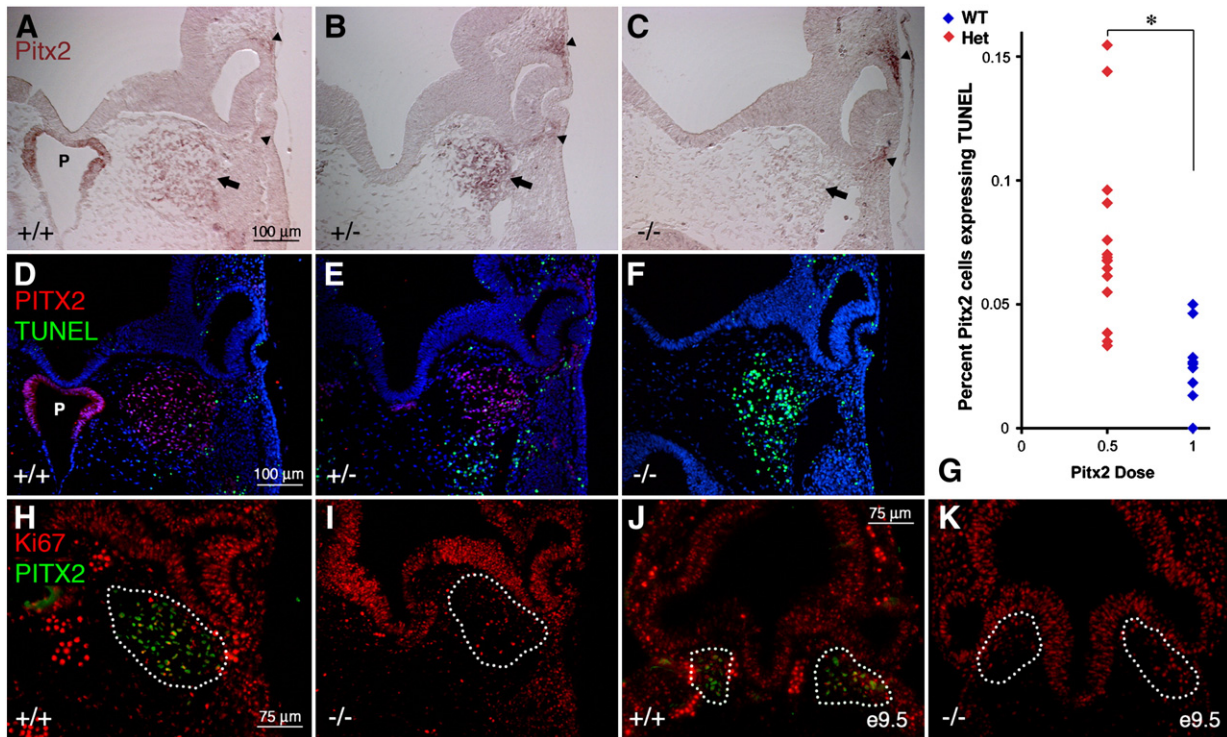 A
Pitx2
P
+/+
100 µm
B
+/-
C
-/-
WT
Het
*
Percent Pitx2 cells expressing TUNEL
0.15
0.1
0.05
0
0
0.5
1
Pitx2 Dose
G
D
PITX2
TUNEL
P
+/+
100 µm
E
+/-
F
-/-
H
Ki67
PITX2
+/+
75 µm
I
-/-
J
75 µm
+/+
e9.5
K
-/-
e9.5